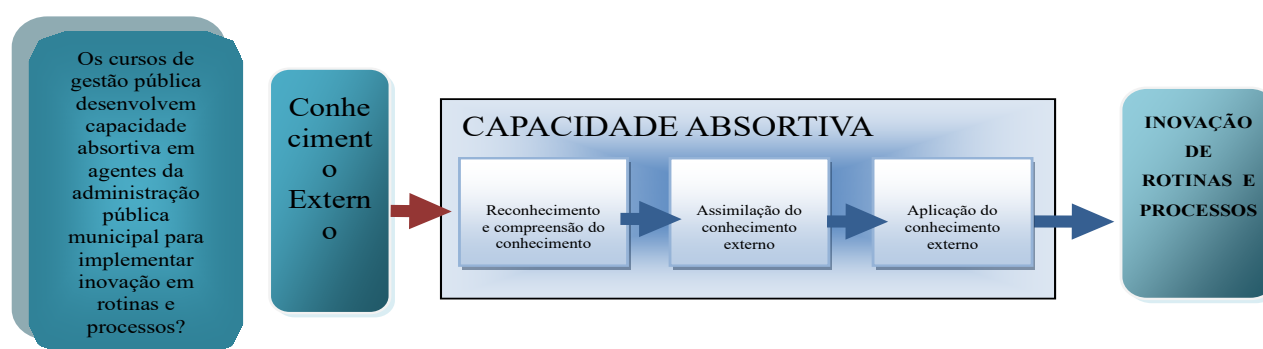 Os cursos de
gestão pública
desenvolvem
capacidade
absortiva em
agentes da
administração
pública
municipal para
implementar
inovação em
rotinas e
processos?
Conhe
ciment
o
Extern
o
CAPACIDADE ABSORTIVA
Reconhecimento
e compreensão do
conhecimento
Assimilação do
conhecimento
externo
Aplicação do
conhecimento
externo
INOVAÇÃO
DE
ROTINAS E
PROCESSOS